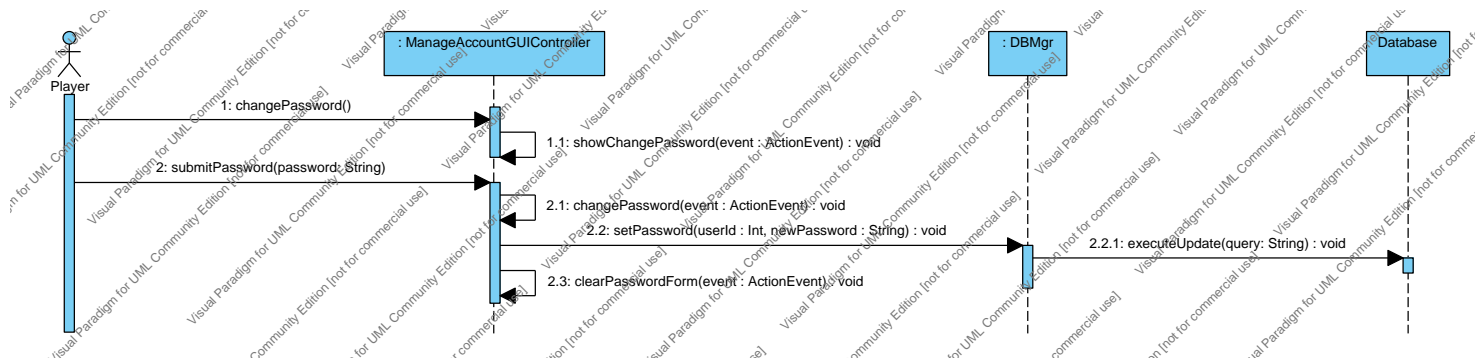 : ManageAccountGUIController
: DBMgr
Database
Player
1: changePassword()
1.1: showChangePassword(event : ActionEvent) : void
2: submitPassword(password: String)
2.1: changePassword(event : ActionEvent) : void
2.2: setPassword(userId : Int, newPassword : String) : void
2.2.1: executeUpdate(query: String) : void
2.3: clearPasswordForm(event : ActionEvent) : void
Visual Paradigm for UML Community Edition [not for commercial use]